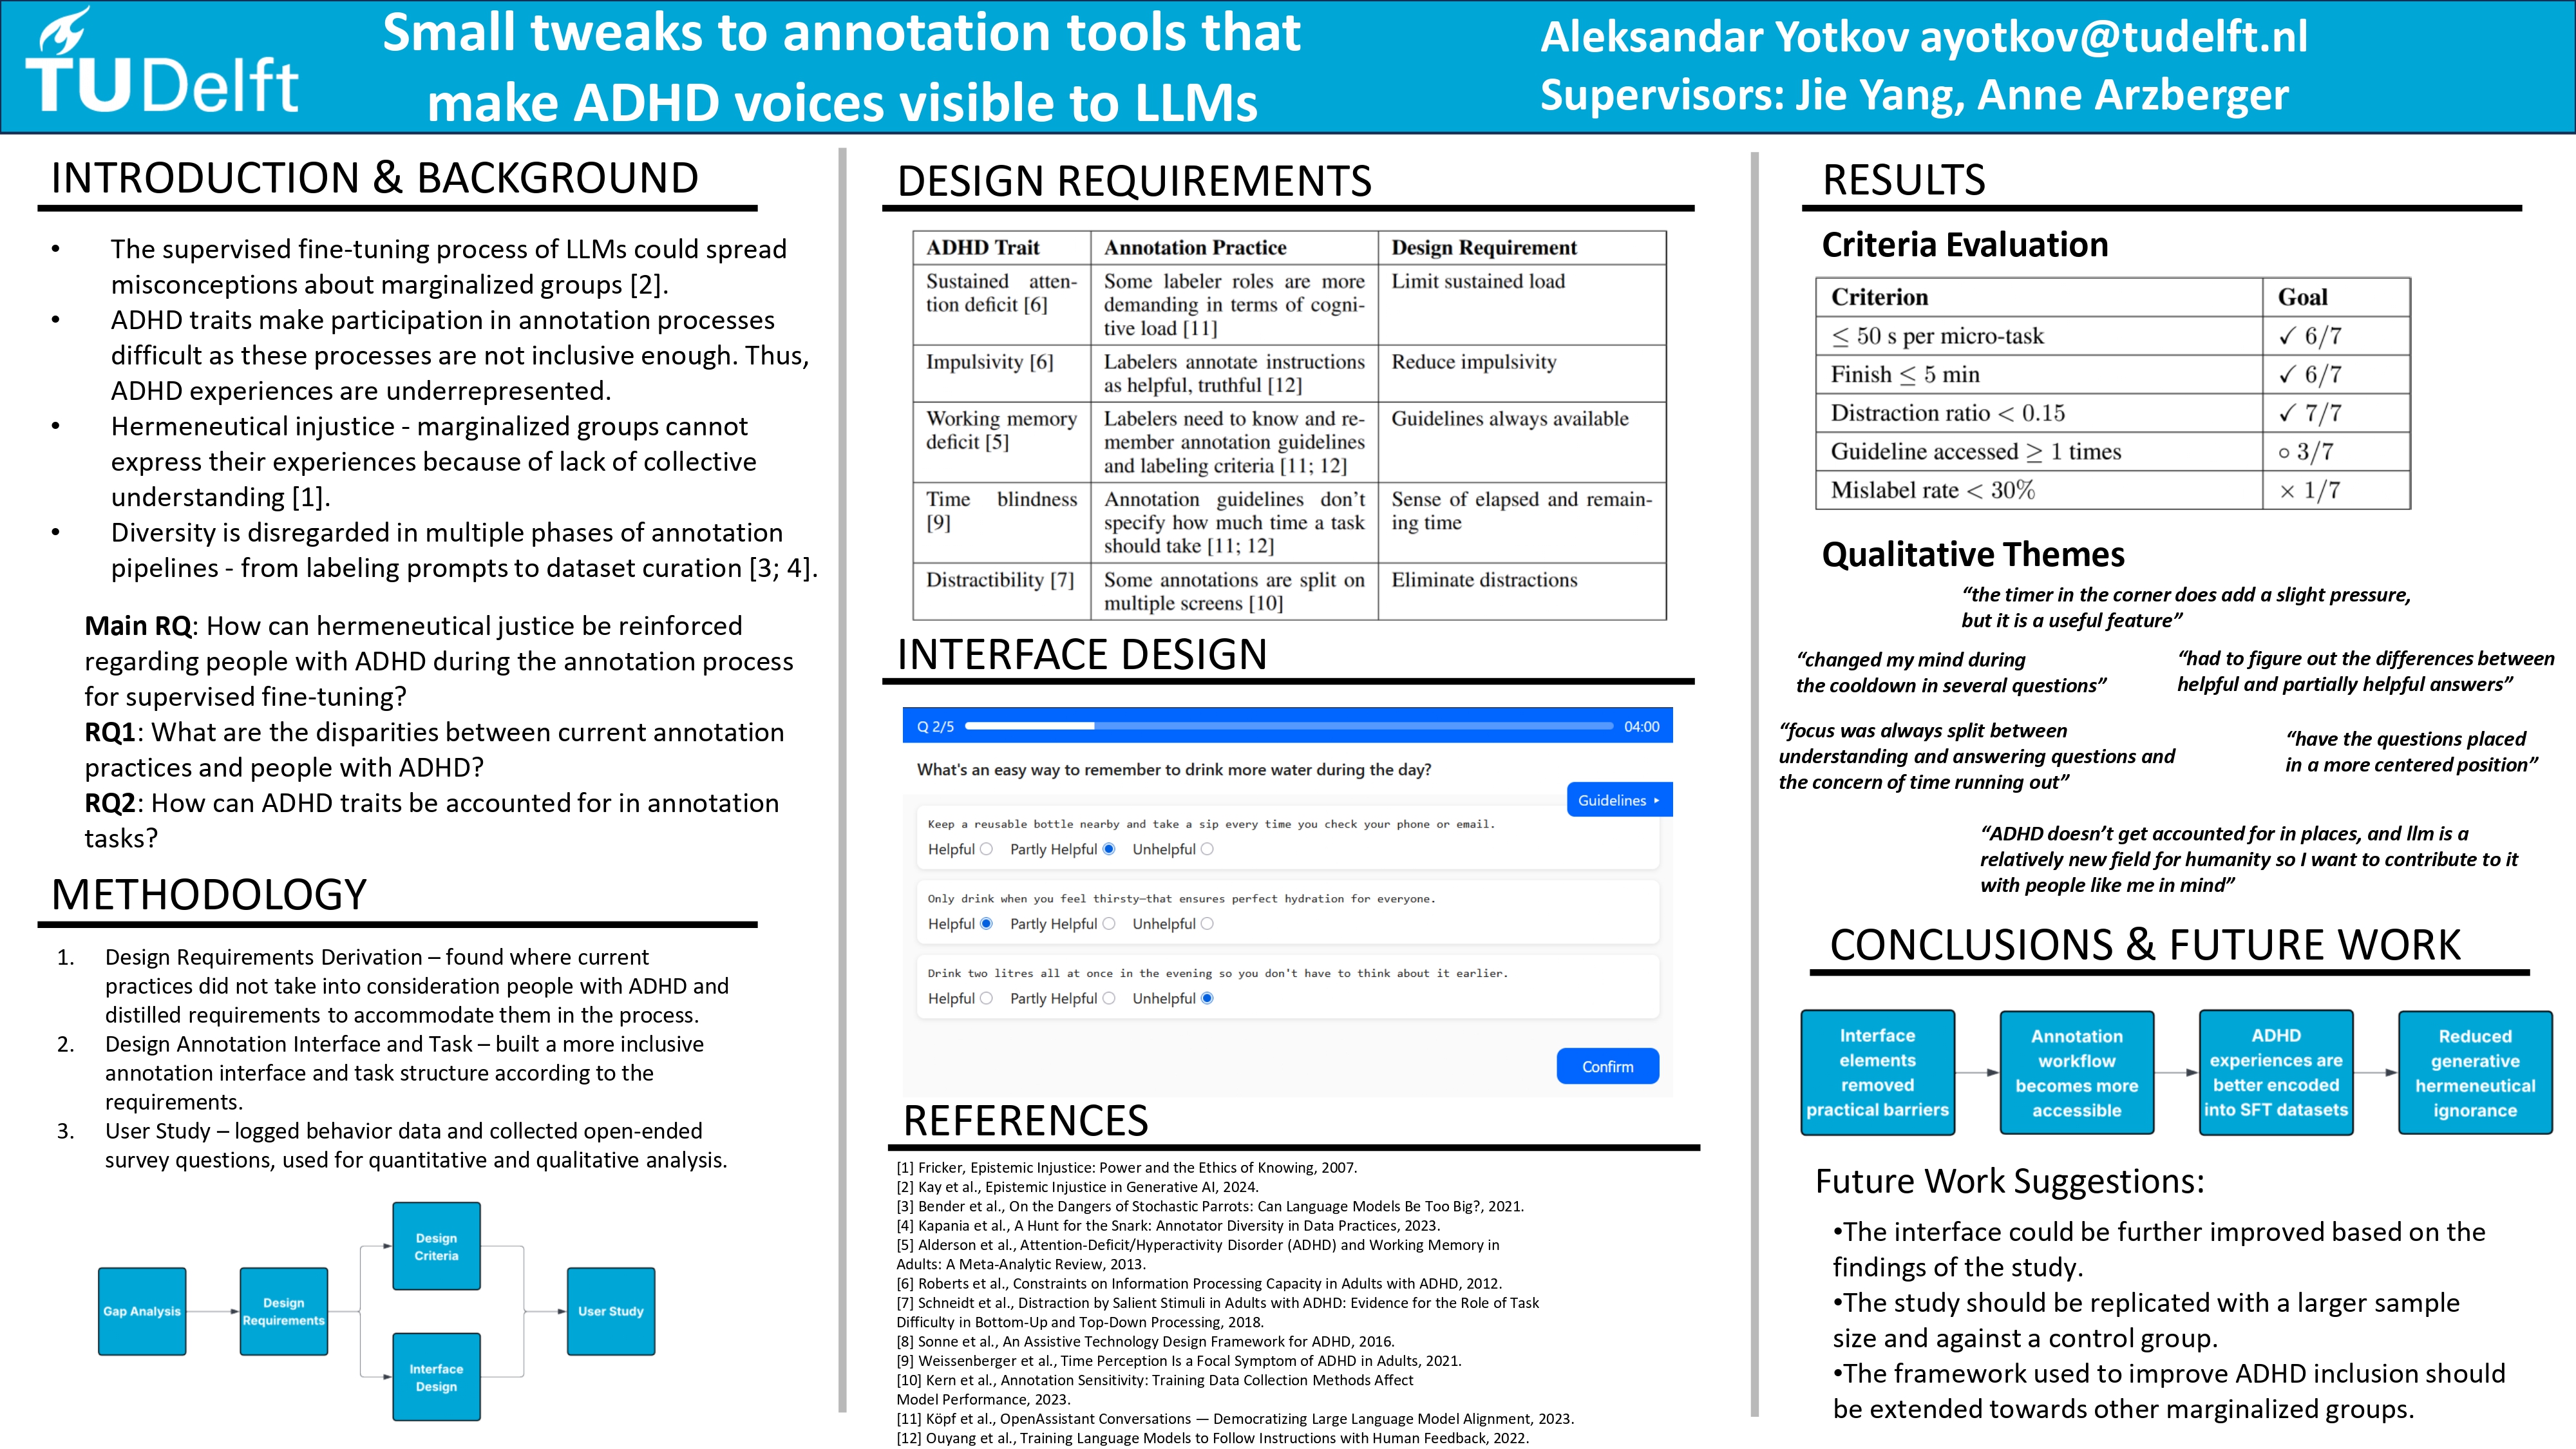 TUDelft
Small tweaks to annotation tools that
make ADHD voices visible to LLMs
Aleksandar Yotkov ayotkov@tudelft.nl
Supervisors: Jie Yang, Anne Arzberger
INTRODUCTION & BACKGROUND
• The supervised fine-tuning process of LLMs could spread
misconceptions about marginalized groups [2].
• ADHD traits make participation in annotation processes
difficult as these processes are not inclusive enough. Thus,
ADHD experiences are underrepresented.
• Hermeneutical injustice - marginalized groups cannot
express their experiences because of lack of collective
understanding [1].
• Diversity is disregarded in multiple phases of annotation
pipelines - from labeling prompts to dataset curation [3; 4].
Main RQ: How can hermeneutical justice be reinforced
regarding people with ADHD during the annotation process
for supervised fine-tuning?
RQ1: What are the disparities between current annotation
practices and people with ADHD?
RQ2: How can ADHD traits be accounted for in annotation
tasks?
METHODOLOGY
1. Design Requirements Derivation – found where current
practices did not take into consideration people with ADHD and
distilled requirements to accommodate them in the process.
2. Design Annotation Interface and Task – built a more inclusive
annotation interface and task structure according to the
requirements.
3. User Study – logged behavior data and collected open-ended
survey questions, used for quantitative and qualitative analysis.
Gap Analysis
Design
Requirements
Design
Criteria
Interface
Design
User Study
DESIGN REQUIREMENTS
ADHD Trait Annotation Practice Design Requirement
Sustained atten- Some labeler roles are more Limit sustained load
tion deficit [6] demanding in terms of cogni-
tive load [11]
Impulsivity [6] Labelers annotate instructions Reduce impulsivity
as helpful, truthful [12]
Working memory Labelers need to know and re- Guidelines always available
deficit [5] member annotation guidelines
and labeling criteria [11; 12]
Time blindness Annotation guidelines don't Sense of elapsed and remain-
[9] specify how much time a task ing time
should take [11; 12]
Distractibility [7] Some annotations are split on Eliminate distractions
multiple screens [10]
INTERFACE DESIGN
Q 2/5 04:00
What's an easy way to remember to drink more water during the day?
Guidelines ▸
Keep a reusable bottle nearby and take a sip every time you check your phone or email.
Helpful Partly Helpful Unhelpful
Only drink when you feel thirsty—that ensures perfect hydration for everyone.
Helpful Partly Helpful Unhelpful
Drink two litres all at once in the evening so you don't have to think about it earlier.
Helpful Partly Helpful Unhelpful
Confirm
REFERENCES
[1] Fricker, Epistemic Injustice: Power and the Ethics of Knowing, 2007.
[2] Kay et al., Epistemic Injustice in Generative AI, 2024.
[3] Bender et al., On the Dangers of Stochastic Parrots: Can Language Models Be Too Big?, 2021.
[4] Kapania et al., A Hunt for the Snark: Annotator Diversity in Data Practices, 2023.
[5] Alderson et al., Attention-Deficit/Hyperactivity Disorder (ADHD) and Working Memory in
Adults: A Meta-Analytic Review, 2013.
[6] Roberts et al., Constraints on Information Processing Capacity in Adults with ADHD, 2012.
[7] Schneidt et al., Distraction by Salient Stimuli in Adults with ADHD: Evidence for the Role of Task
Difficulty in Bottom-Up and Top-Down Processing, 2018.
[8] Sonne et al., An Assistive Technology Design Framework for ADHD, 2016.
[9] Weissenberger et al., Time Perception Is a Focal Symptom of ADHD in Adults, 2021.
[10] Kern et al., Annotation Sensitivity: Training Data Collection Methods Affect
Model Performance, 2023.
[11] Köpf et al., OpenAssistant Conversations — Democratizing Large Language Model Alignment, 2023.
[12] Ouyang et al., Training Language Models to Follow Instructions with Human Feedback, 2022.
RESULTS
Criteria Evaluation
Criterion Goal
≤ 50 s per micro-task ✓ 6/7
Finish ≤ 5 min ✓ 6/7
Distraction ratio < 0.15 ✓ 7/7
Guideline accessed ≥ 1 times ○ 3/7
Mislabel rate < 30% × 1/7
Qualitative Themes
“the timer in the corner does add a slight pressure,
but it is a useful feature”
“changed my mind during
the cooldown in several questions”
“had to figure out the differences between
helpful and partially helpful answers”
“focus was always split between
understanding and answering questions and
the concern of time running out”
“have the questions placed
in a more centered position”
“ADHD doesn’t get accounted for in places, and llm is a
relatively new field for humanity so I want to contribute to it
with people like me in mind”
CONCLUSIONS & FUTURE WORK
Interface
elements
removed
practical barriers
Annotation
workflow
becomes more
accessible
ADHD
experiences are
better encoded
into SFT datasets
Reduced
generative
hermeneutical
ignorance
Future Work Suggestions:
•The interface could be further improved based on the
findings of the study.
•The study should be replicated with a larger sample
size and against a control group.
•The framework used to improve ADHD inclusion should
be extended towards other marginalized groups.